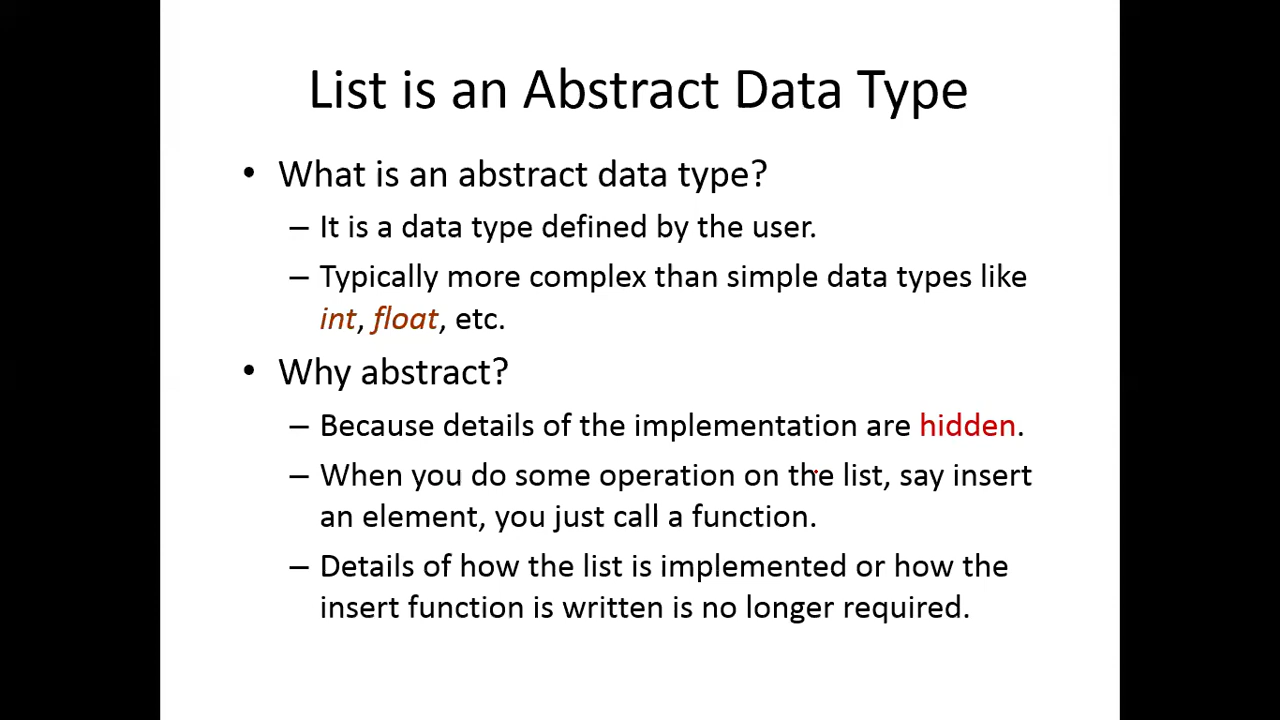 List is an Abstract Data Type
• What is an abstract data type?
– It is a data type defined by the user.
– Typically more complex than simple data types like
int, float, etc.
• Why abstract?
– Because details of the implementation are hidden.
– When you do some operation on the list, say insert
an element, you just call a function.
– Details of how the list is implemented or how the
insert function is written is no longer required.